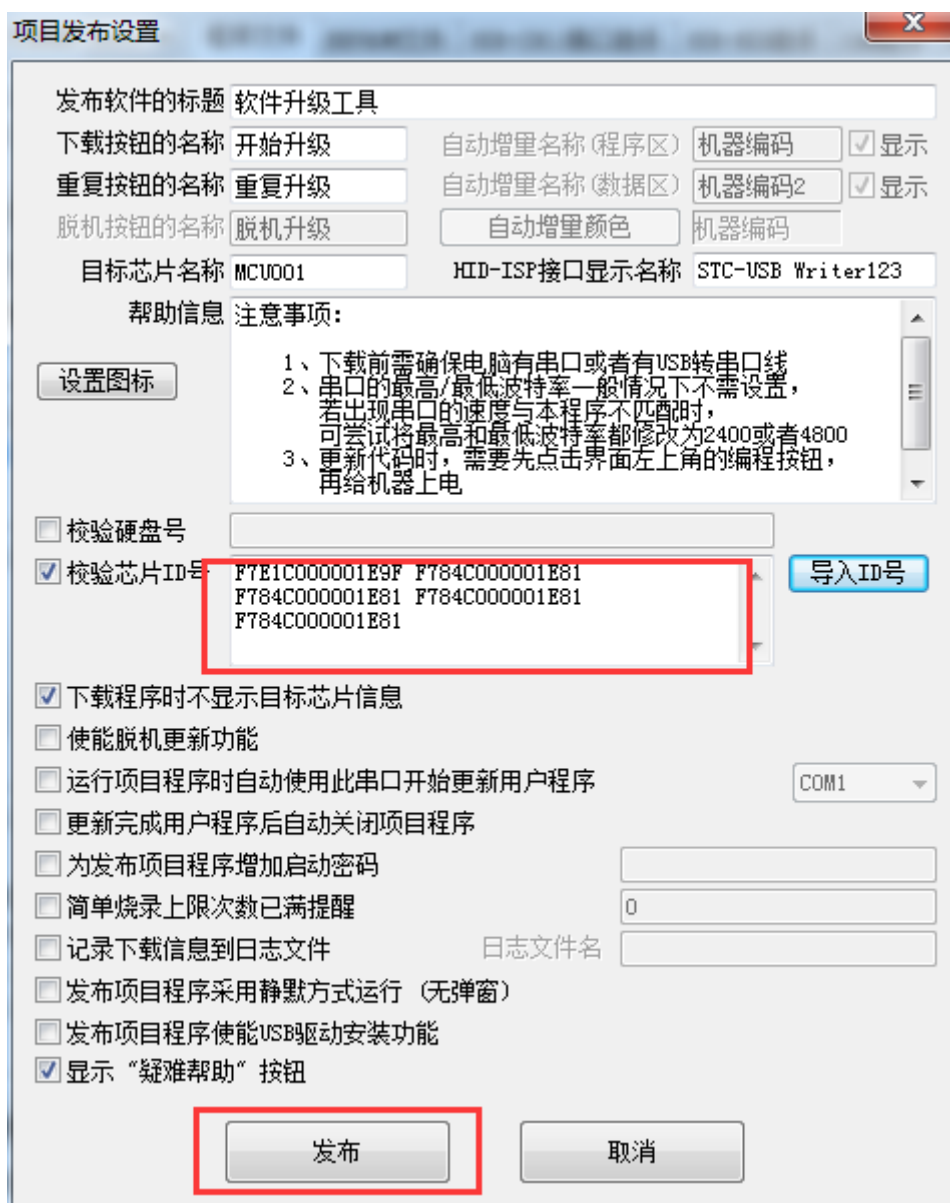 项目发布设置
发布软件的标题 软件升级工具
下载按钮的名称 开始升级 自动增量名称(程序区) 机器编码 显示
重复按钮的名称 重复升级 自动增量名称(数据区) 机器编码2 显示
脱机按钮的名称 脱机升级 自动增量颜色 机器编码
目标芯片名称 MCU001 HID-ISP接口显示名称 STC-USB Writer123
帮助信息 注意事项:
1、下载前需确保电脑有串口或者有USB转串口线
设置图标 2、串口的最高/最低波特率一般情况下不需设置,
若出现串口的速度与本程序不匹配时,
可尝试将最高和最低波特率都修改为2400或者4800
3、更新代码时, 需要先点击界面左上角的编程按钮,
再给机器上电
校验硬盘号
校验芯片ID号 F7E1C000001E9F F784C000001E81 导入ID号
F784C000001E81 F784C000001E81
F784C000001E81
下载程序时不显示目标芯片信息
使能脱机更新功能
运行项目程序时自动使用此串口开始更新用户程序 COM1
更新完成用户程序后自动关闭项目程序
为发布项目程序增加启动密码
简单烧录上限次数已满提醒 0
记录下载信息到日志文件 日志文件名
发布项目程序采用静默方式运行 (无弹窗)
发布项目程序使能USB驱动安装功能
显示 “疑难帮助“ 按钮
发布 取消